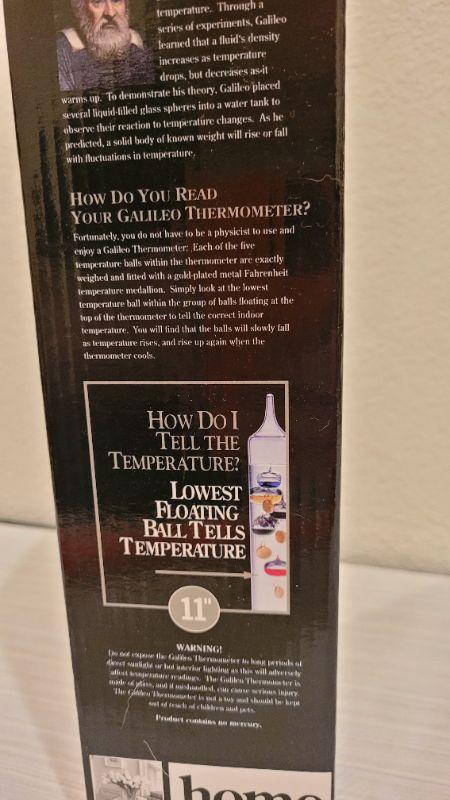 temperature. Through a
series of experiments, Galileo
learned that a fluid's density
increases as temperature
drops, but decreases as it
warms up. To demonstrate his theory, Galileo placed
several liquid-filled glass spheres into a water tank to
observe their reaction to temperature changes. As he
predicted, a solid body of known weight will rise or fall
with fluctuations in temperature.
HOW DO YOU READ
YOUR GALILEO THERMOMETER?
Fortunately, you do not have to be a physicist to use and
enjoy a Galileo Thermometer: Each of the five
temperature balls within the thermometer are exactly
weighed and fitted with a gold-plated metal Fahrenheit
temperature medallion. Simply look at the lowest
temperature ball within the group of balls floating at the
top of the thermometer to tell the correct indoor
temperature. You will find that the balls will slowly fall
as temperature rises, and rise up again when the
thermometer cools.
HOW DO I
TELL THE
TEMPERATURE?
LOWEST
FLOATING
BALL TELLS
TEMPERATURE
11"
WARNING!
Do not expose the Galileo Thermometer to long periods of
direct sunlight or hot interior lighting as this will adversely
affect temperature readings. The Galileo Thermometer is
made of glass, and if mishandled, can cause serious injury.
The Galileo Thermometer is not a toy and should be kept
out of reach of children and pets.
Product contains no mercury.
home